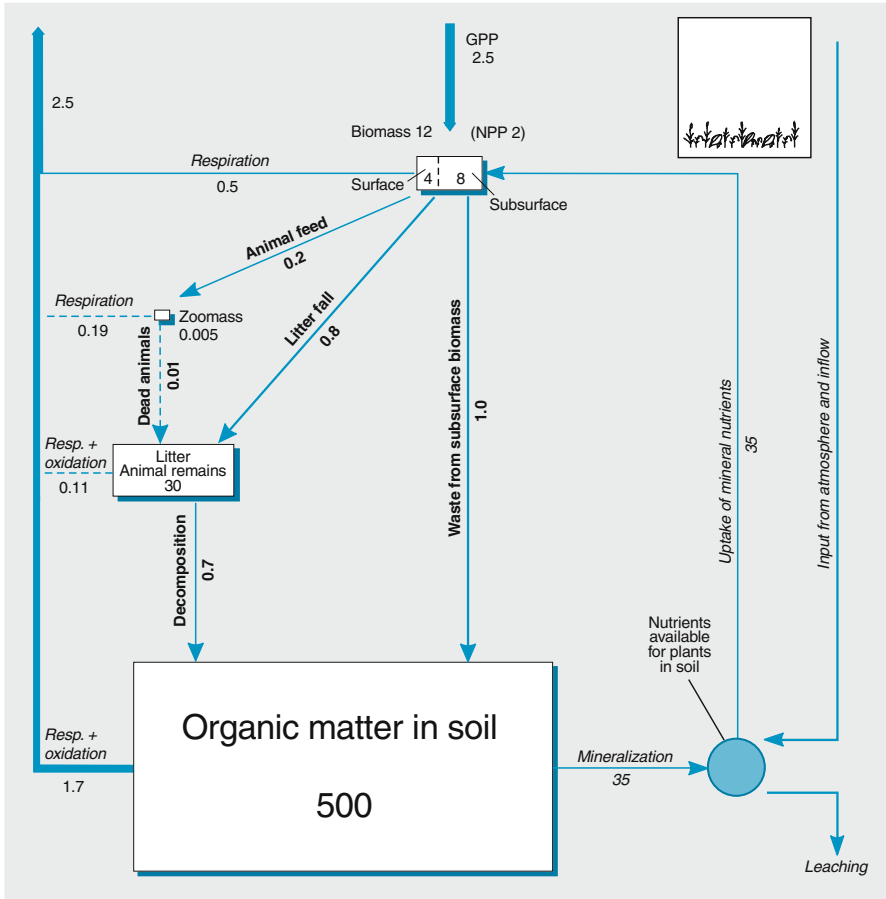 GPP
2.5
2.5
Biomass 12
(NPP 2)
Respiration
0.5
Surface
4
8
Subsurface
Animal feed
0.2
Respiration
0.19
Zoomass
0.005
Litter fall
0.8
Dead animals
0.01
Waste from subsurface biomass
1.0
Uptake of mineral nutrients
35
Input from atmosphere and inflow
Resp. +
oxidation
0.11
Litter
Animal remains
30
Decomposition
0.7
Nutrients
available
for plants
in soil
Organic matter in soil
500
Resp. +
oxidation
1.7
Mineralization
35
Leaching